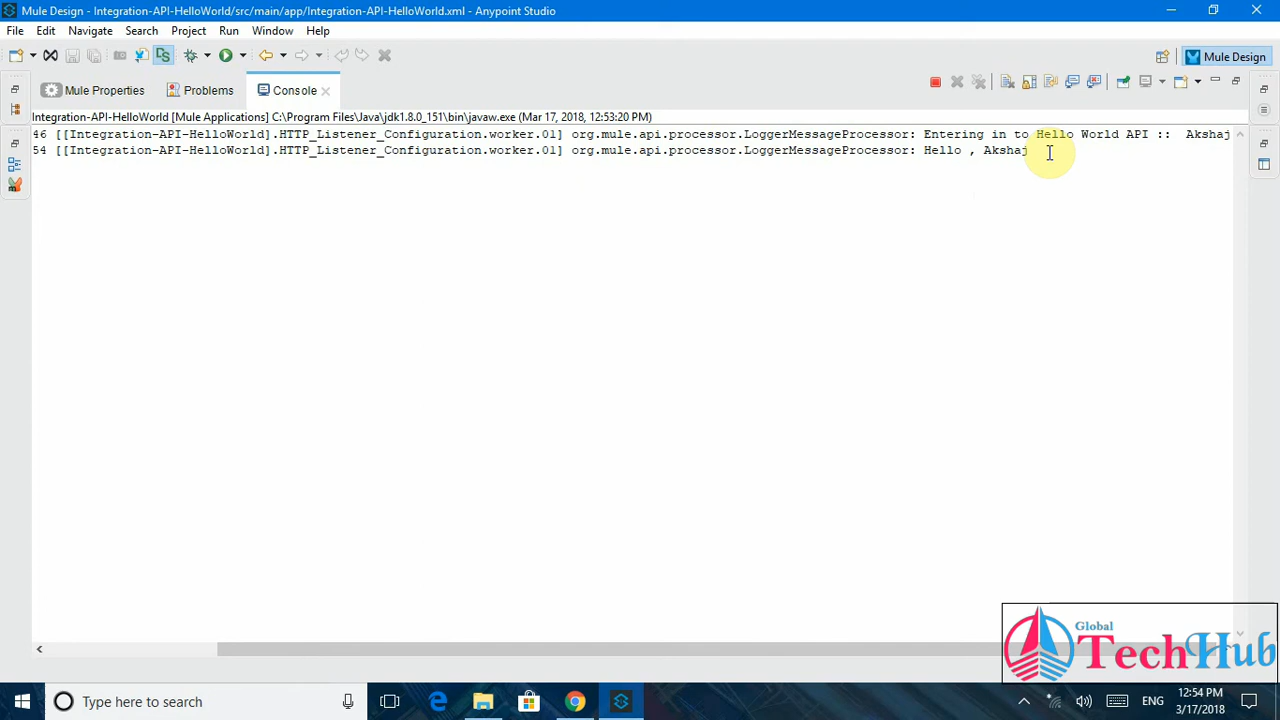 Mule Design - Integration-API-HelloWorld/src/main/app/Integration-API-HelloWorld.xml - Anypoint Studio
File Edit Navigate Search Project Run Window Help
DS
Mule Design
Mule Properties Problems Console
Integration-API-HelloWorld [Mule Applications] C:\Program Files\Java\jdk1.8.0_151\bin\javaw.exe (Mar 17, 2018, 12:53:20 PM)
46 [[Integration-API-HelloWorld].HTTP_Listener_Configuration.worker.01] org.mule.api.processor.LoggerMessageProcessor: Entering in to Hello World API :: Akshaj
54 [[Integration-API-HelloWorld].HTTP_Listener_Configuration.worker.01] org.mule.api.processor.LoggerMessageProcessor: Hello , Akshaj
Global
TechHub
Type here to search
ENG
12:54 PM
3/17/2018